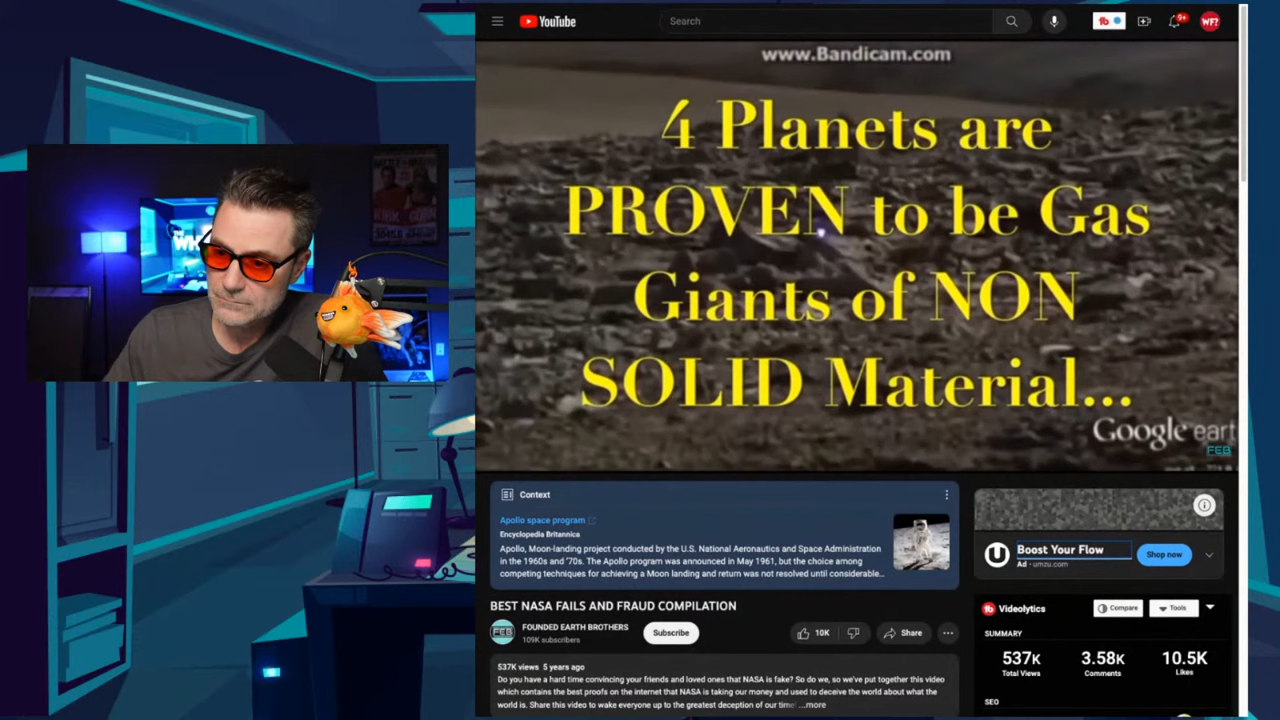 YouTube
Search
9+
WF?
www.Bandicam.com
4 Planets are
PROVEN to be Gas
Giants of NON
SOLID Material...
Google eart
FEB
Context
Apollo space program
Encyclopedia Britannica
Apollo, Moon-landing project conducted by the U.S. National Aeronautics and Space Administration
in the 1960s and '70s. The Apollo program was announced in May 1961, but the choice among
competing techniques for achieving a Moon landing and return was not resolved until considerable...
Boost Your Flow
Ad · umzu.com
Shop now
BEST NASA FAILS AND FRAUD COMPILATION
FEB
FOUNDED EARTH BROTHERS
109K subscribers
Subscribe
10K
Share
537K views 5 years ago
Do you have a hard time convincing your friends and loved ones that NASA is fake? So do we, so we've put together this video
which contains the best proofs on the internet that NASA is taking our money and used to deceive the world about what the
world is. Share this video to wake everyone up to the greatest deception of our time! ...more
Videolytics
Compare
Tools
SUMMARY
537K
3.58K
10.5K
Total Views
Comments
Likes
SEO